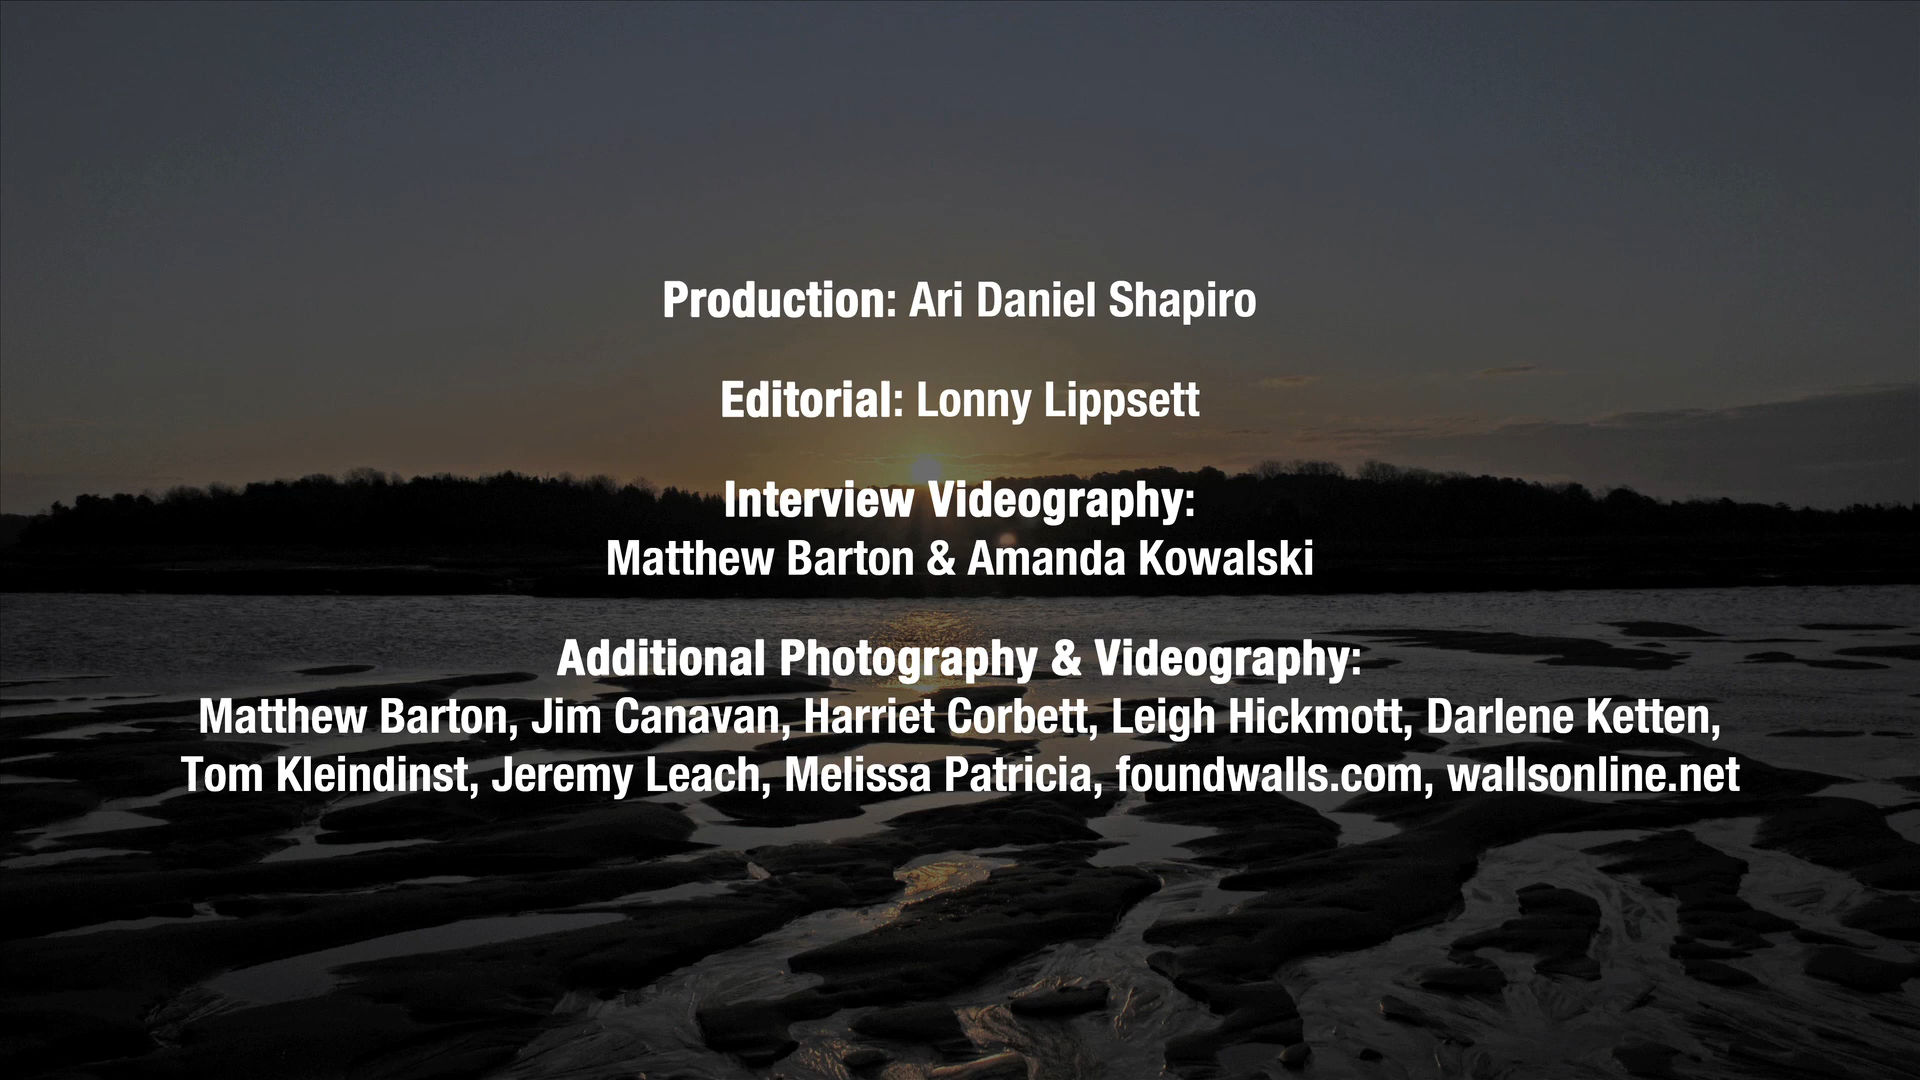 Production: Ari Daniel Shapiro
Editorial: Lonny Lippsett
Interview Videography:
Matthew Barton & Amanda Kowalski
Additional Photography & Videography:
Matthew Barton, Jim Canavan, Harriet Corbett, Leigh Hickmott, Darlene Ketten,
Tom Kleindinst, Jeremy Leach, Melissa Patricia, foundwalls.com, wallsonline.net